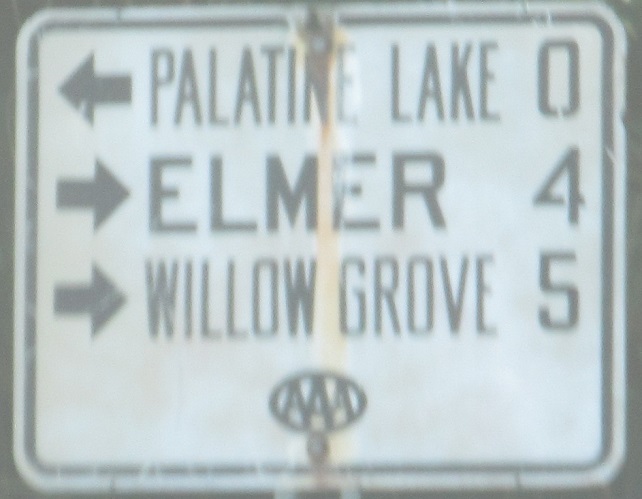 ← PALATINE LAKE 0
→ ELMER 4
→ WILLOW GROVE 5
AAA